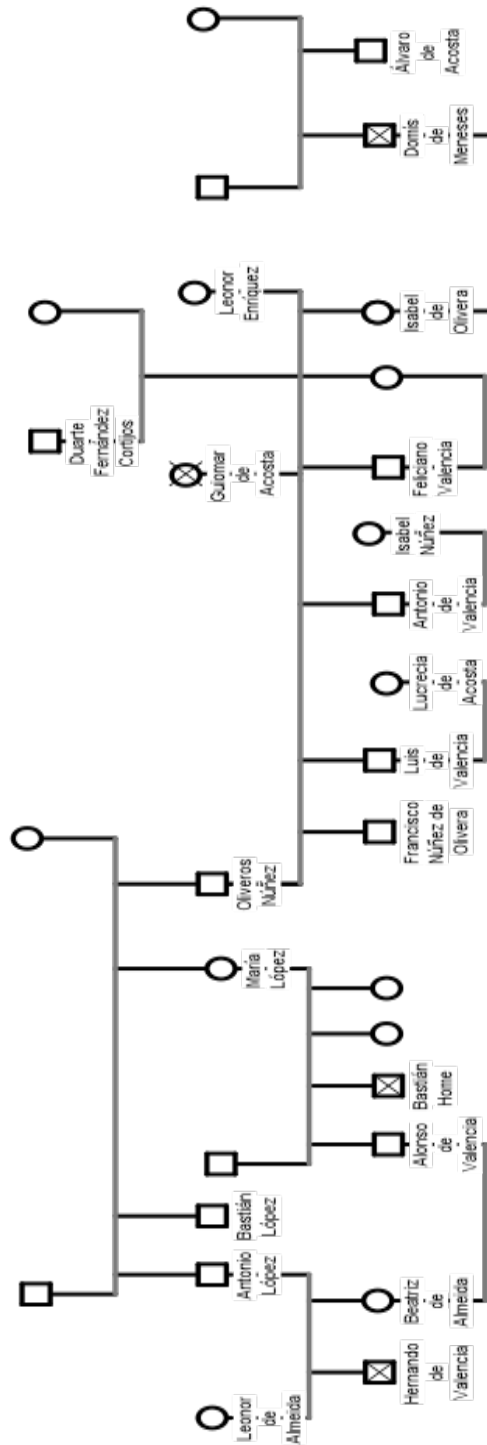 Duarte
Fernández
Cortijos
Leonor
de
Almeida
Antonio
López
Bastián
López
María
López
Oliveros
Núñez
Guiomar
de
Acosta
Leonor
Enríquez
Hernando
de
Valencia
Beatriz
de
Almeida
Alonso
de
Valencia
Bastián
Home
Francisco
Núñez de
Olivera
Luis
de
Valencia
Lucrecia
de
Acosta
Antonio
de
Valencia
Isabel
Núñez
Feliciano
Valencia
Isabel
de
Olivera
Domis
de
Meneses
Álvaro
de
Acosta